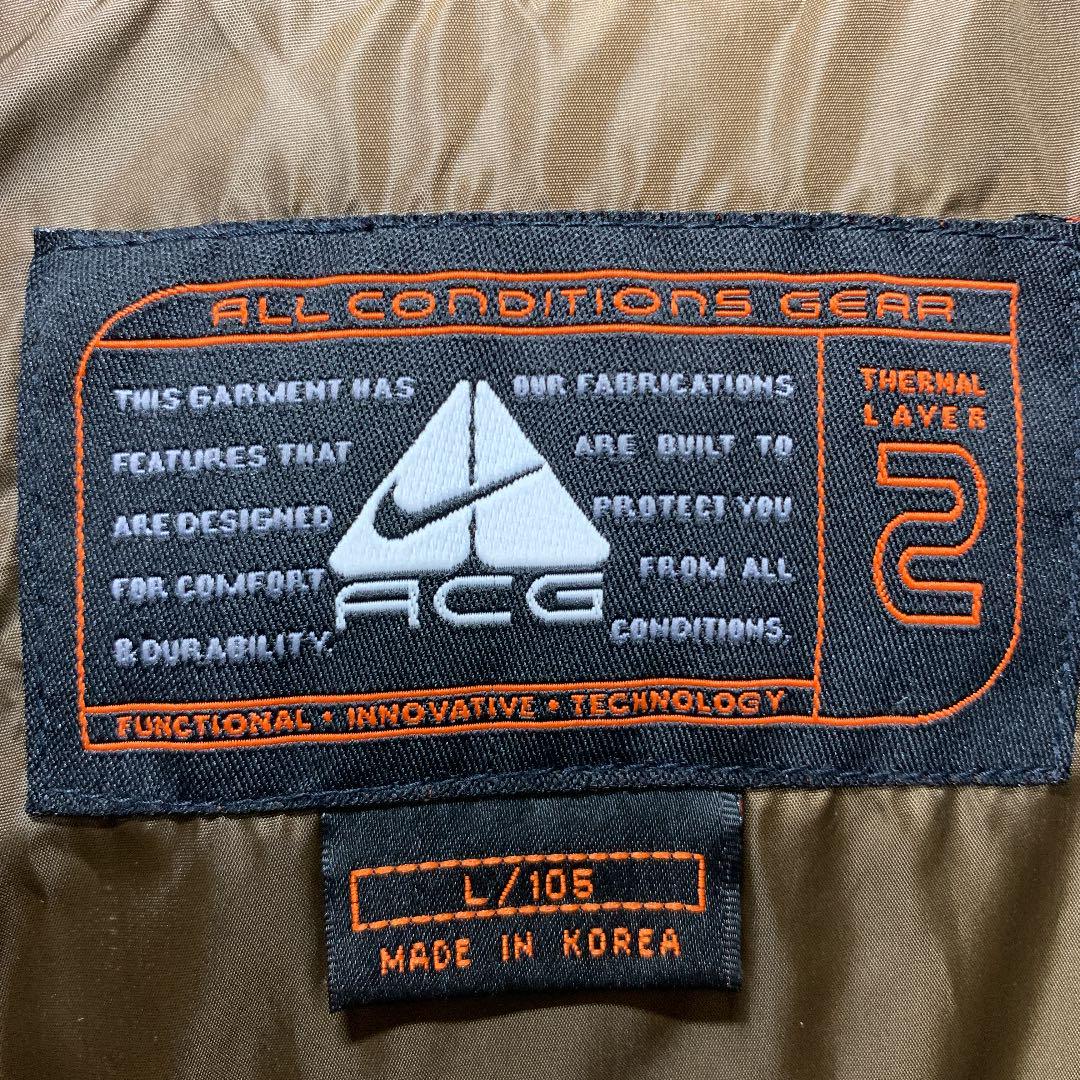 ALL CONDITIONS GEAR
THIS GARMENT HAS
FEATURES THAT
ARE DESIGNED
FOR COMFORT
& DURABILITY.
ACG
OUR FABRICATIONS
ARE BUILT TO
PROTECT YOU
FROM ALL
CONDITIONS.
THERMAL
LAYER
2
FUNCTIONAL • INNOVATIVE • TECHNOLOGY
L/105
MADE IN KOREA